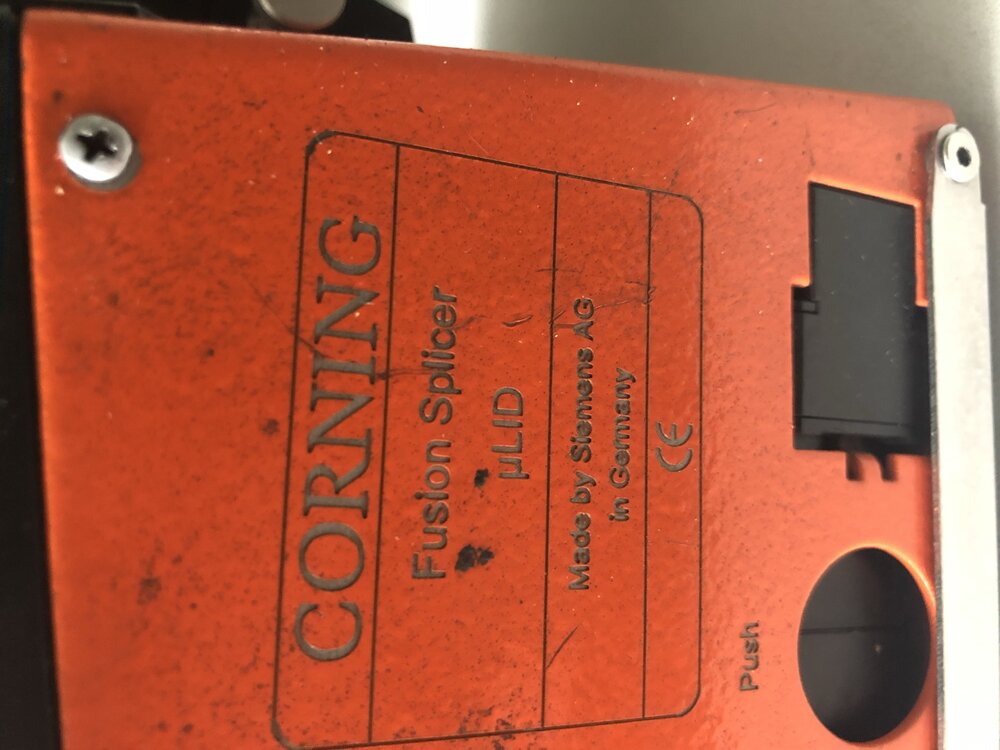 CORNING
Fusion Splicer
µLID
Made by Siemens AG
in Germany
CE
Push